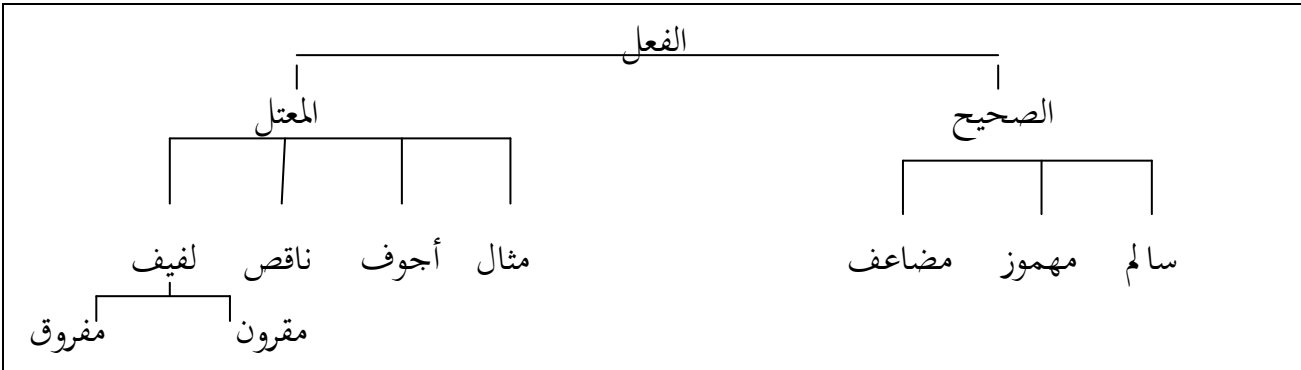 الفعل
الصحيح المعتل
سالم مهموز مضاعف مثال أجوف ناقص لفيف
مقرون مفروق